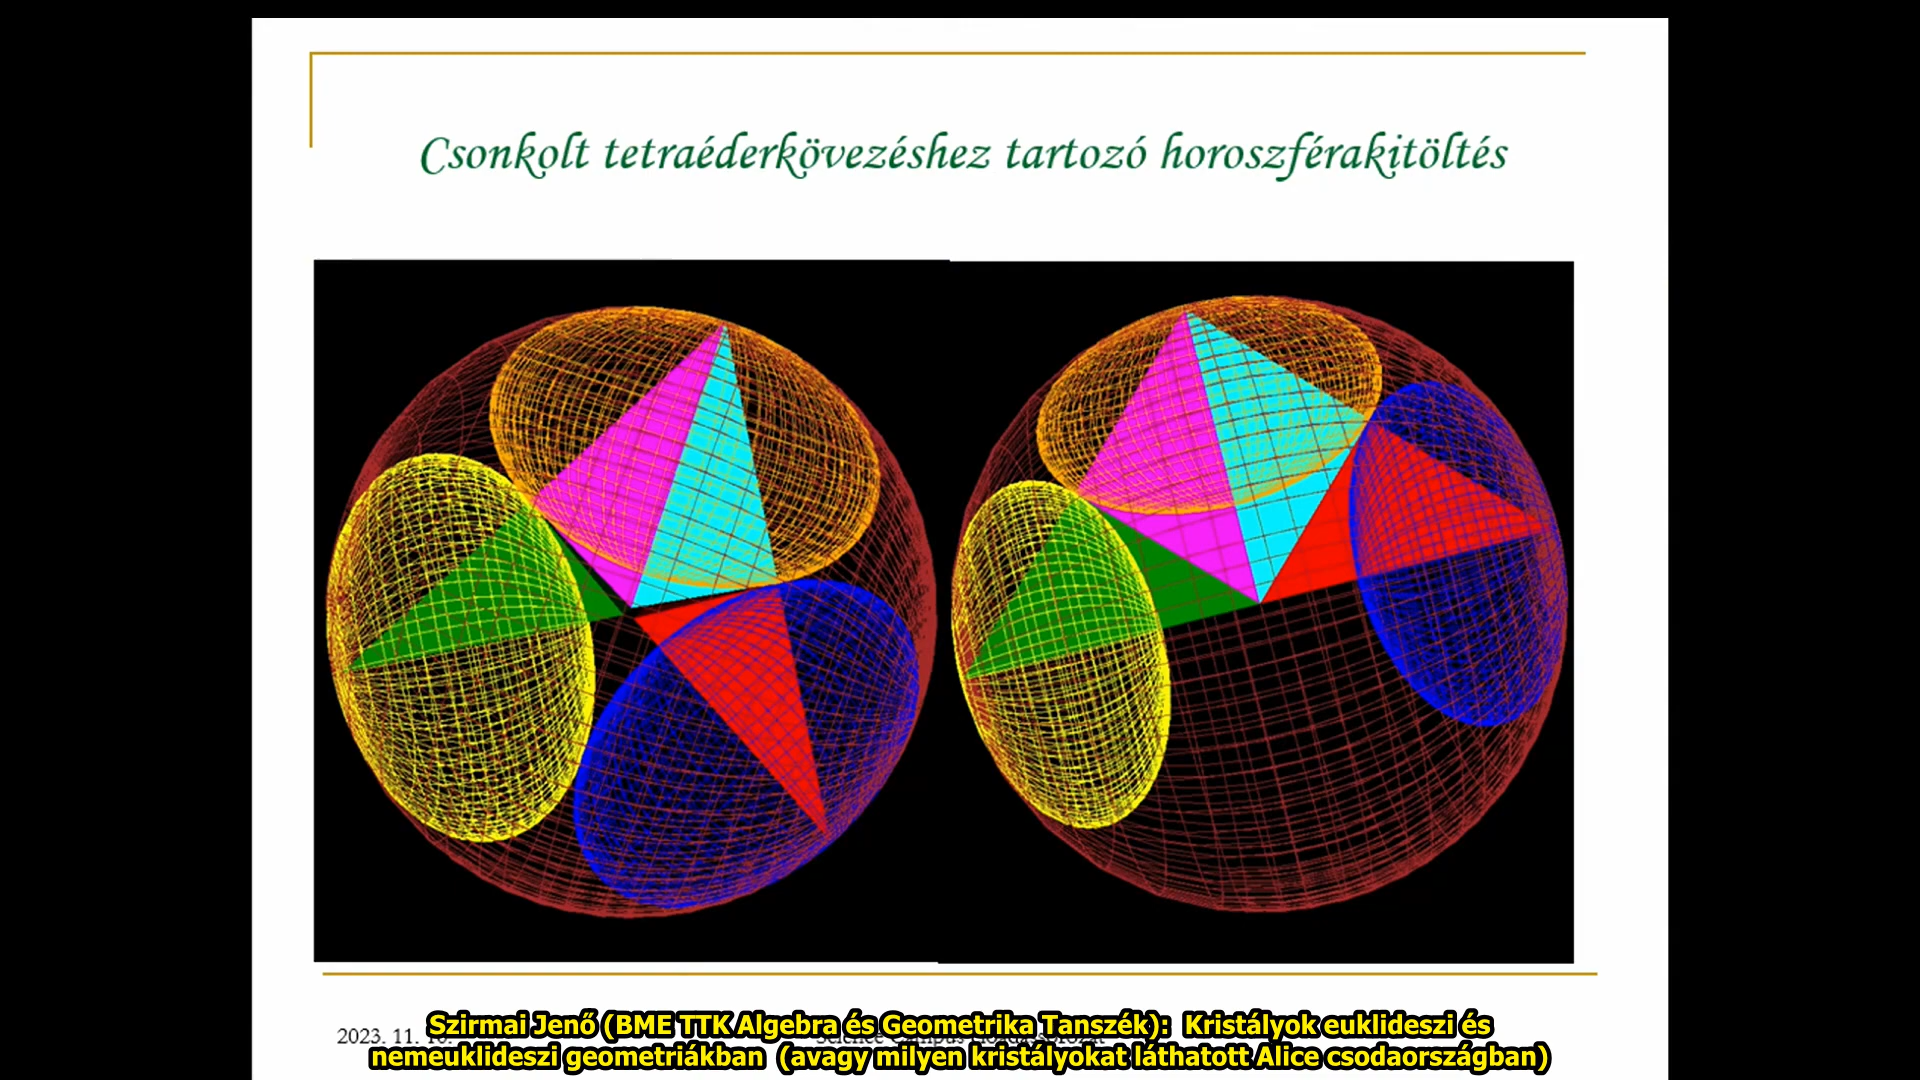 Csonkolt tetraéderkövezéshez tartozó horoszférakitöltés
2023. 11.
Szirmai Jenő (BME TTK Algebra és Geometrika Tanszék): Kristályok euklideszi és
nemeuklideszi geometriákban (avagy milyen kristályokat láthatott Alice csodaországban)